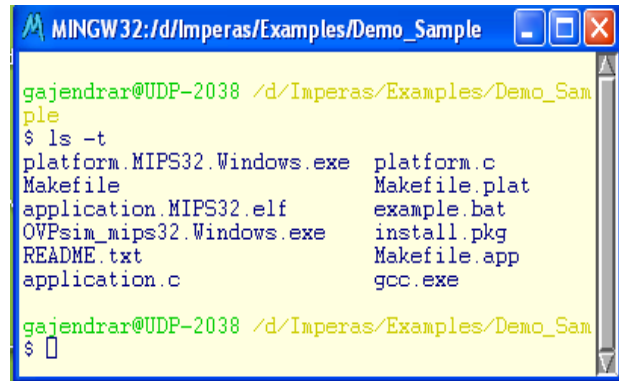 MINGW32:/d/Imperas/Examples/Demo_Sample
gajendrar@UDP-2038 /d/Imperas/Examples/Demo_Sam
ple
$ ls -t
platform.MIPS32.Windows.exe platform.c
Makefile Makefile.plat
application.MIPS32.elf example.bat
OVPsim_mips32.Windows.exe install.pkg
README.txt Makefile.app
application.c gcc.exe
gajendrar@UDP-2038 /d/Imperas/Examples/Demo_Sam
$